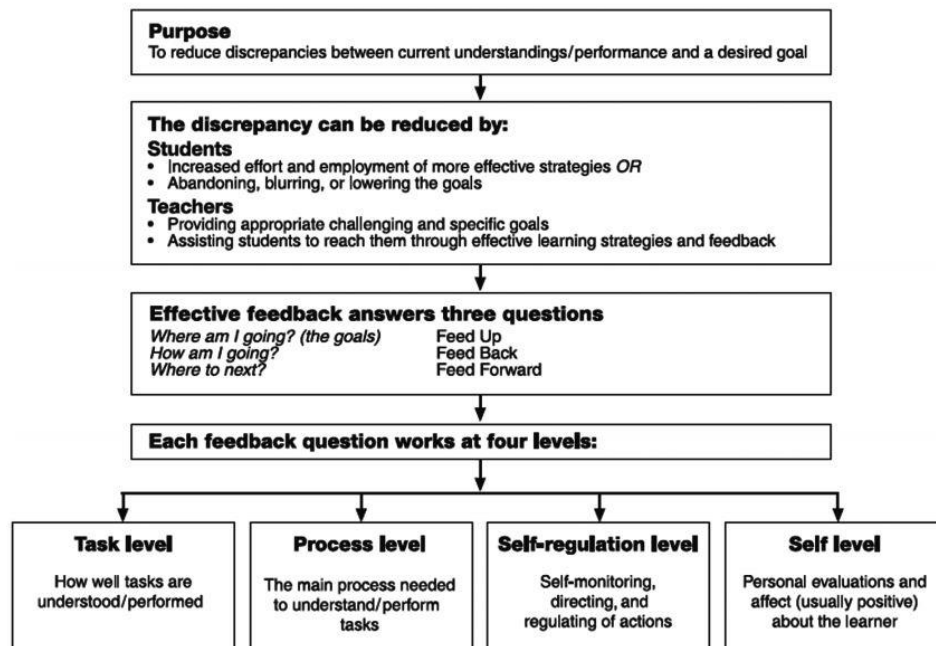 Purpose
To reduce discrepancies between current understandings/performance and a desired goal
The discrepancy can be reduced by:
Students
• Increased effort and employment of more effective strategies OR
• Abandoning, blurring, or lowering the goals
Teachers
• Providing appropriate challenging and specific goals
• Assisting students to reach them through effective learning strategies and feedback
Effective feedback answers three questions
Where am I going? (the goals) Feed Up
How am I going? Feed Back
Where to next? Feed Forward
Each feedback question works at four levels:
Task level
How well tasks are
understood/performed
Process level
The main process needed
to understand/perform
tasks
Self-regulation level
Self-monitoring,
directing, and
regulating of actions
Self level
Personal evaluations and
affect (usually positive)
about the learner